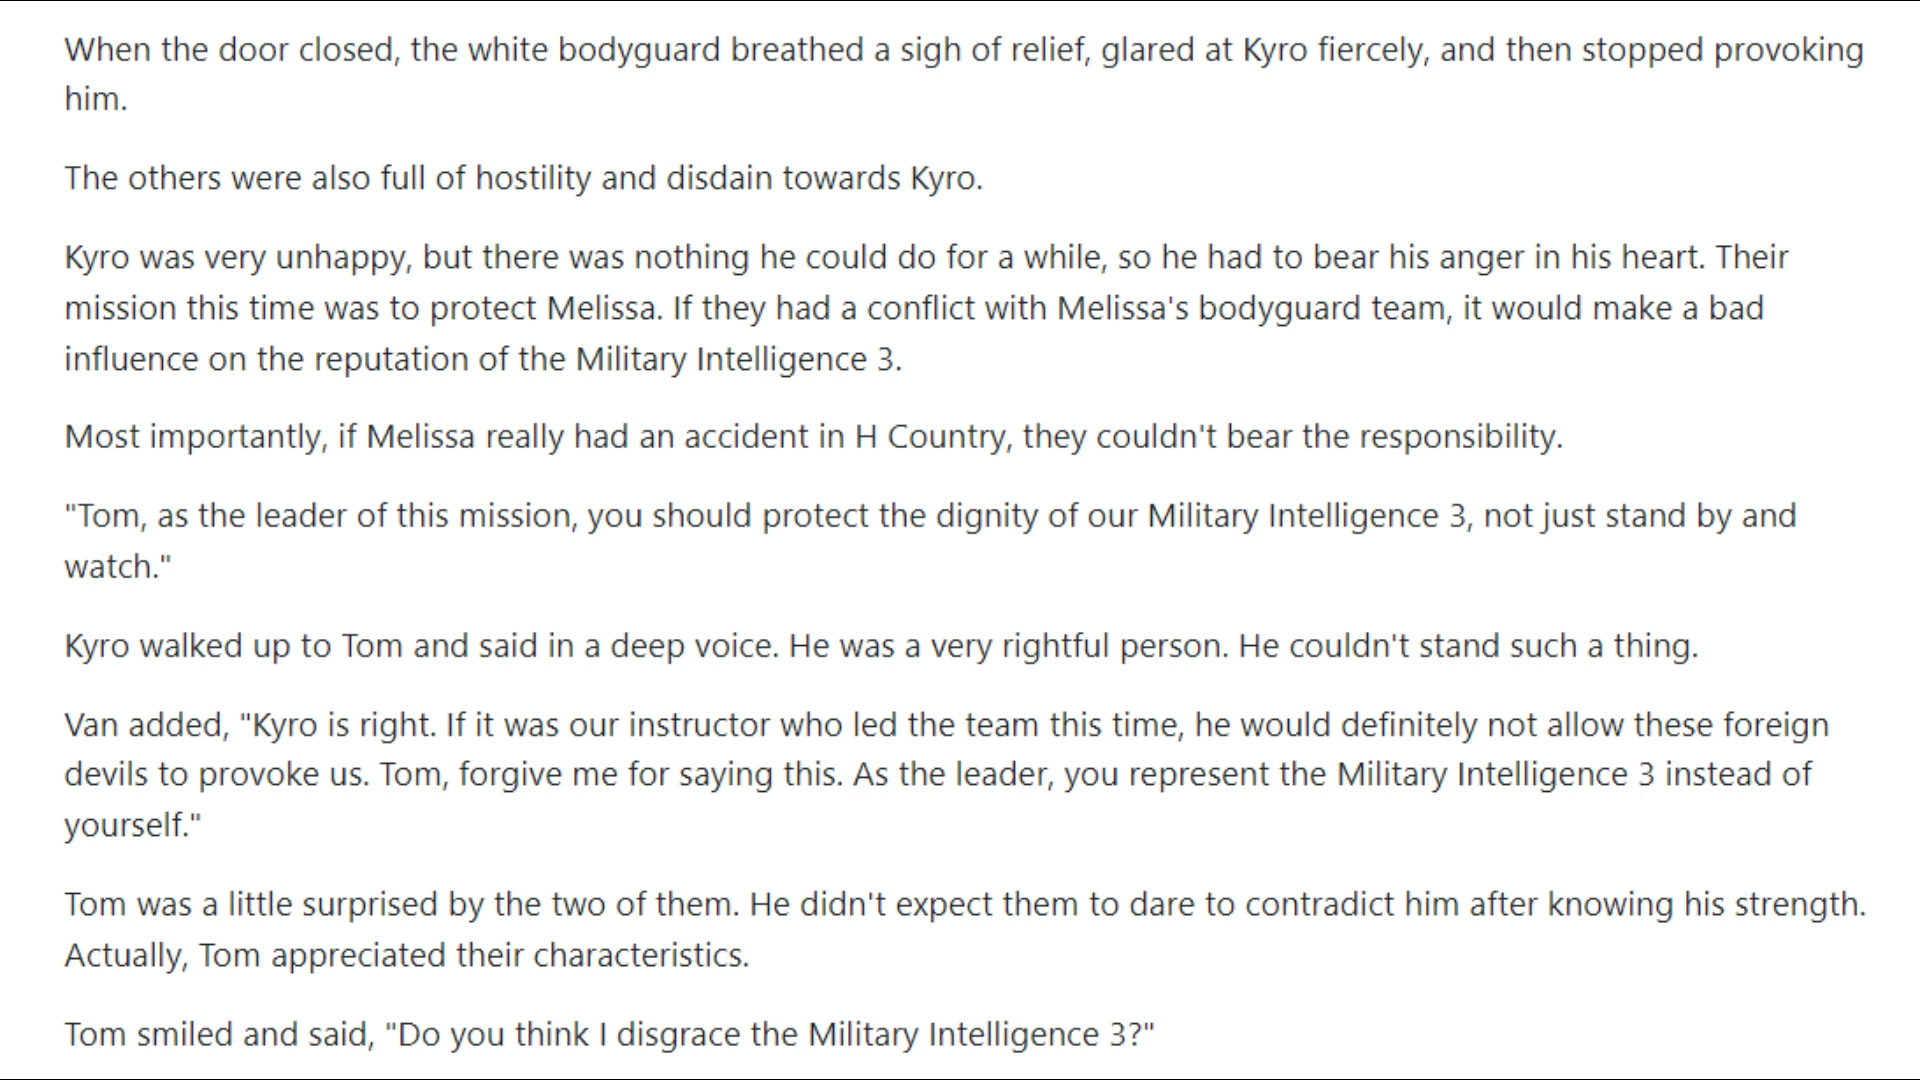 When the door closed, the white bodyguard breathed a sigh of relief, glared at Kyro fiercely, and then stopped provoking
him.
The others were also full of hostility and disdain towards Kyro.
Kyro was very unhappy, but there was nothing he could do for a while, so he had to bear his anger in his heart. Their
mission this time was to protect Melissa. If they had a conflict with Melissa's bodyguard team, it would make a bad
influence on the reputation of the Military Intelligence 3.
Most importantly, if Melissa really had an accident in H Country, they couldn't bear the responsibility.
"Tom, as the leader of this mission, you should protect the dignity of our Military Intelligence 3, not just stand by and
watch."
Kyro walked up to Tom and said in a deep voice. He was a very rightful person. He couldn't stand such a thing.
Van added, "Kyro is right. If it was our instructor who led the team this time, he would definitely not allow these foreign
devils to provoke us. Tom, forgive me for saying this. As the leader, you represent the Military Intelligence 3 instead of
yourself."
Tom was a little surprised by the two of them. He didn't expect them to dare to contradict him after knowing his strength.
Actually, Tom appreciated their characteristics.
Tom smiled and said, "Do you think I disgrace the Military Intelligence 3?"